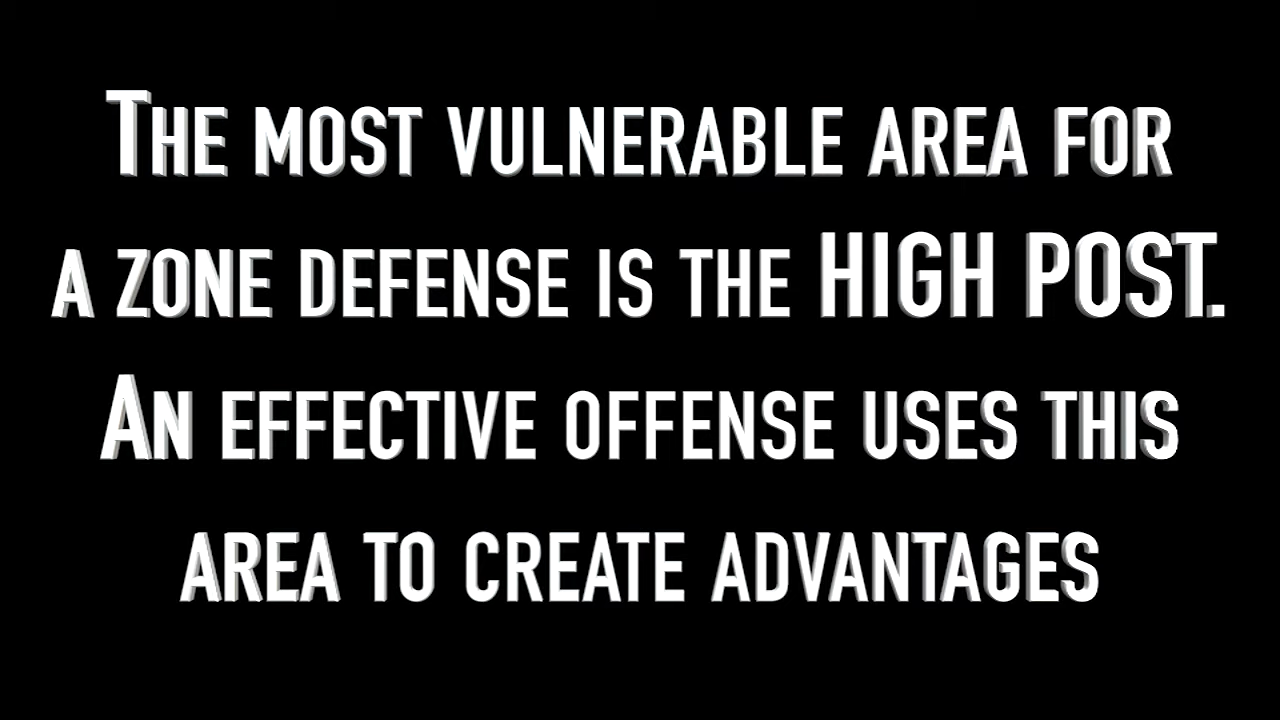 The most vulnerable area for
a zone defense is the HIGH POST.
An effective offense uses this
area to create advantages